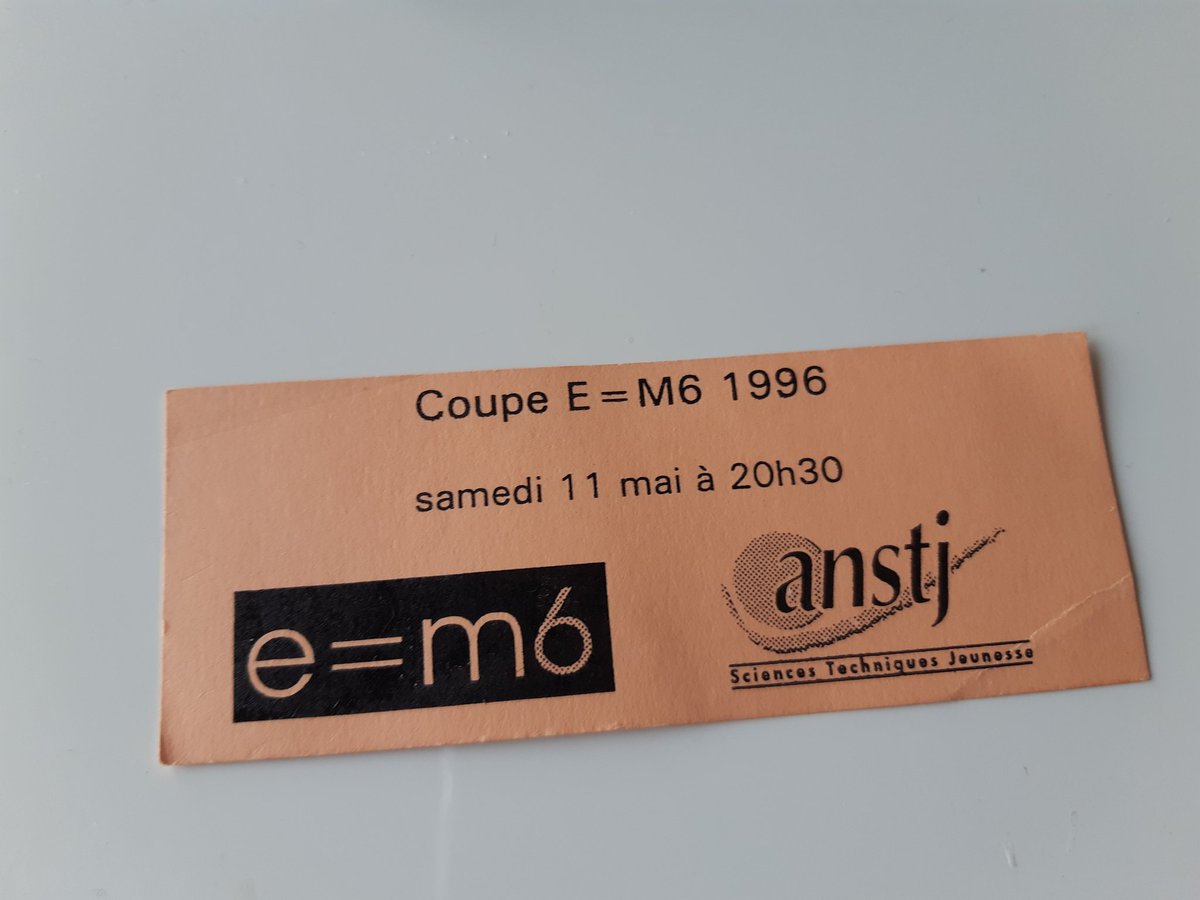 Coupe E=M6 1996
samedi 11 mai à 20h30
e=m6
anstj
Sciences Techniques Jeunesse